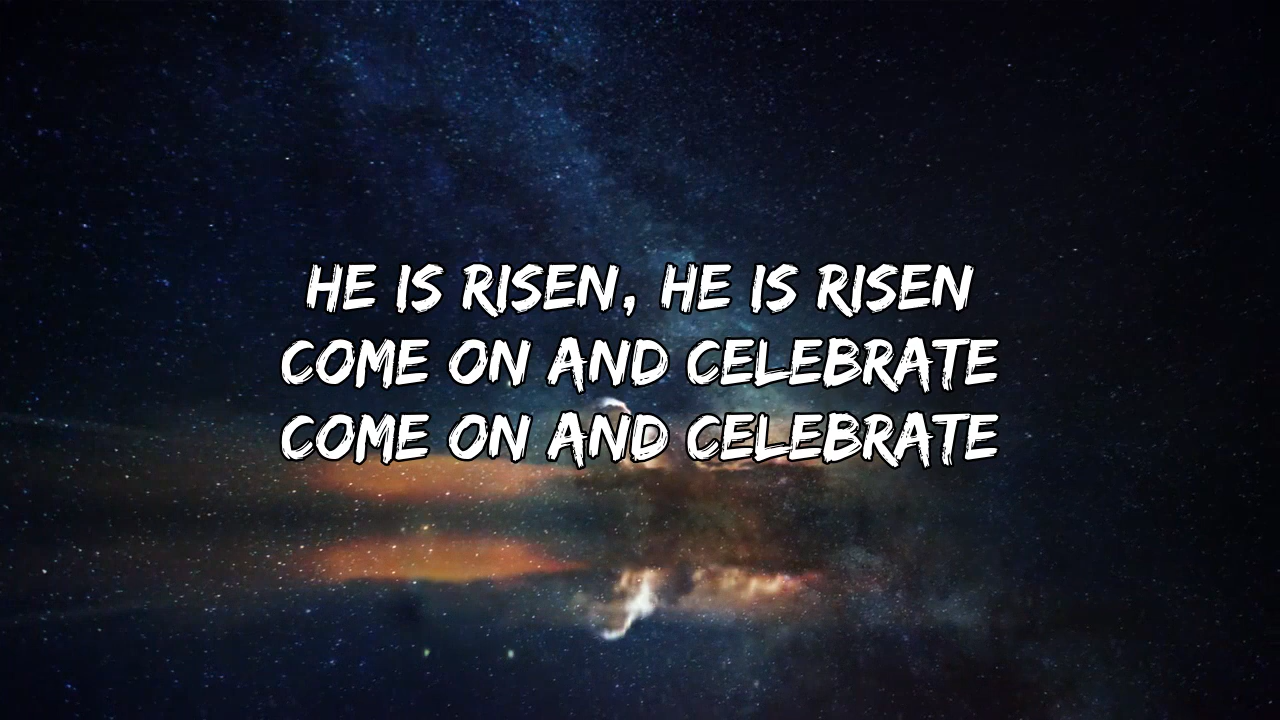 HE IS RISEN, HE IS RISEN
COME ON AND CELEBRATE
COME ON AND CELEBRATE